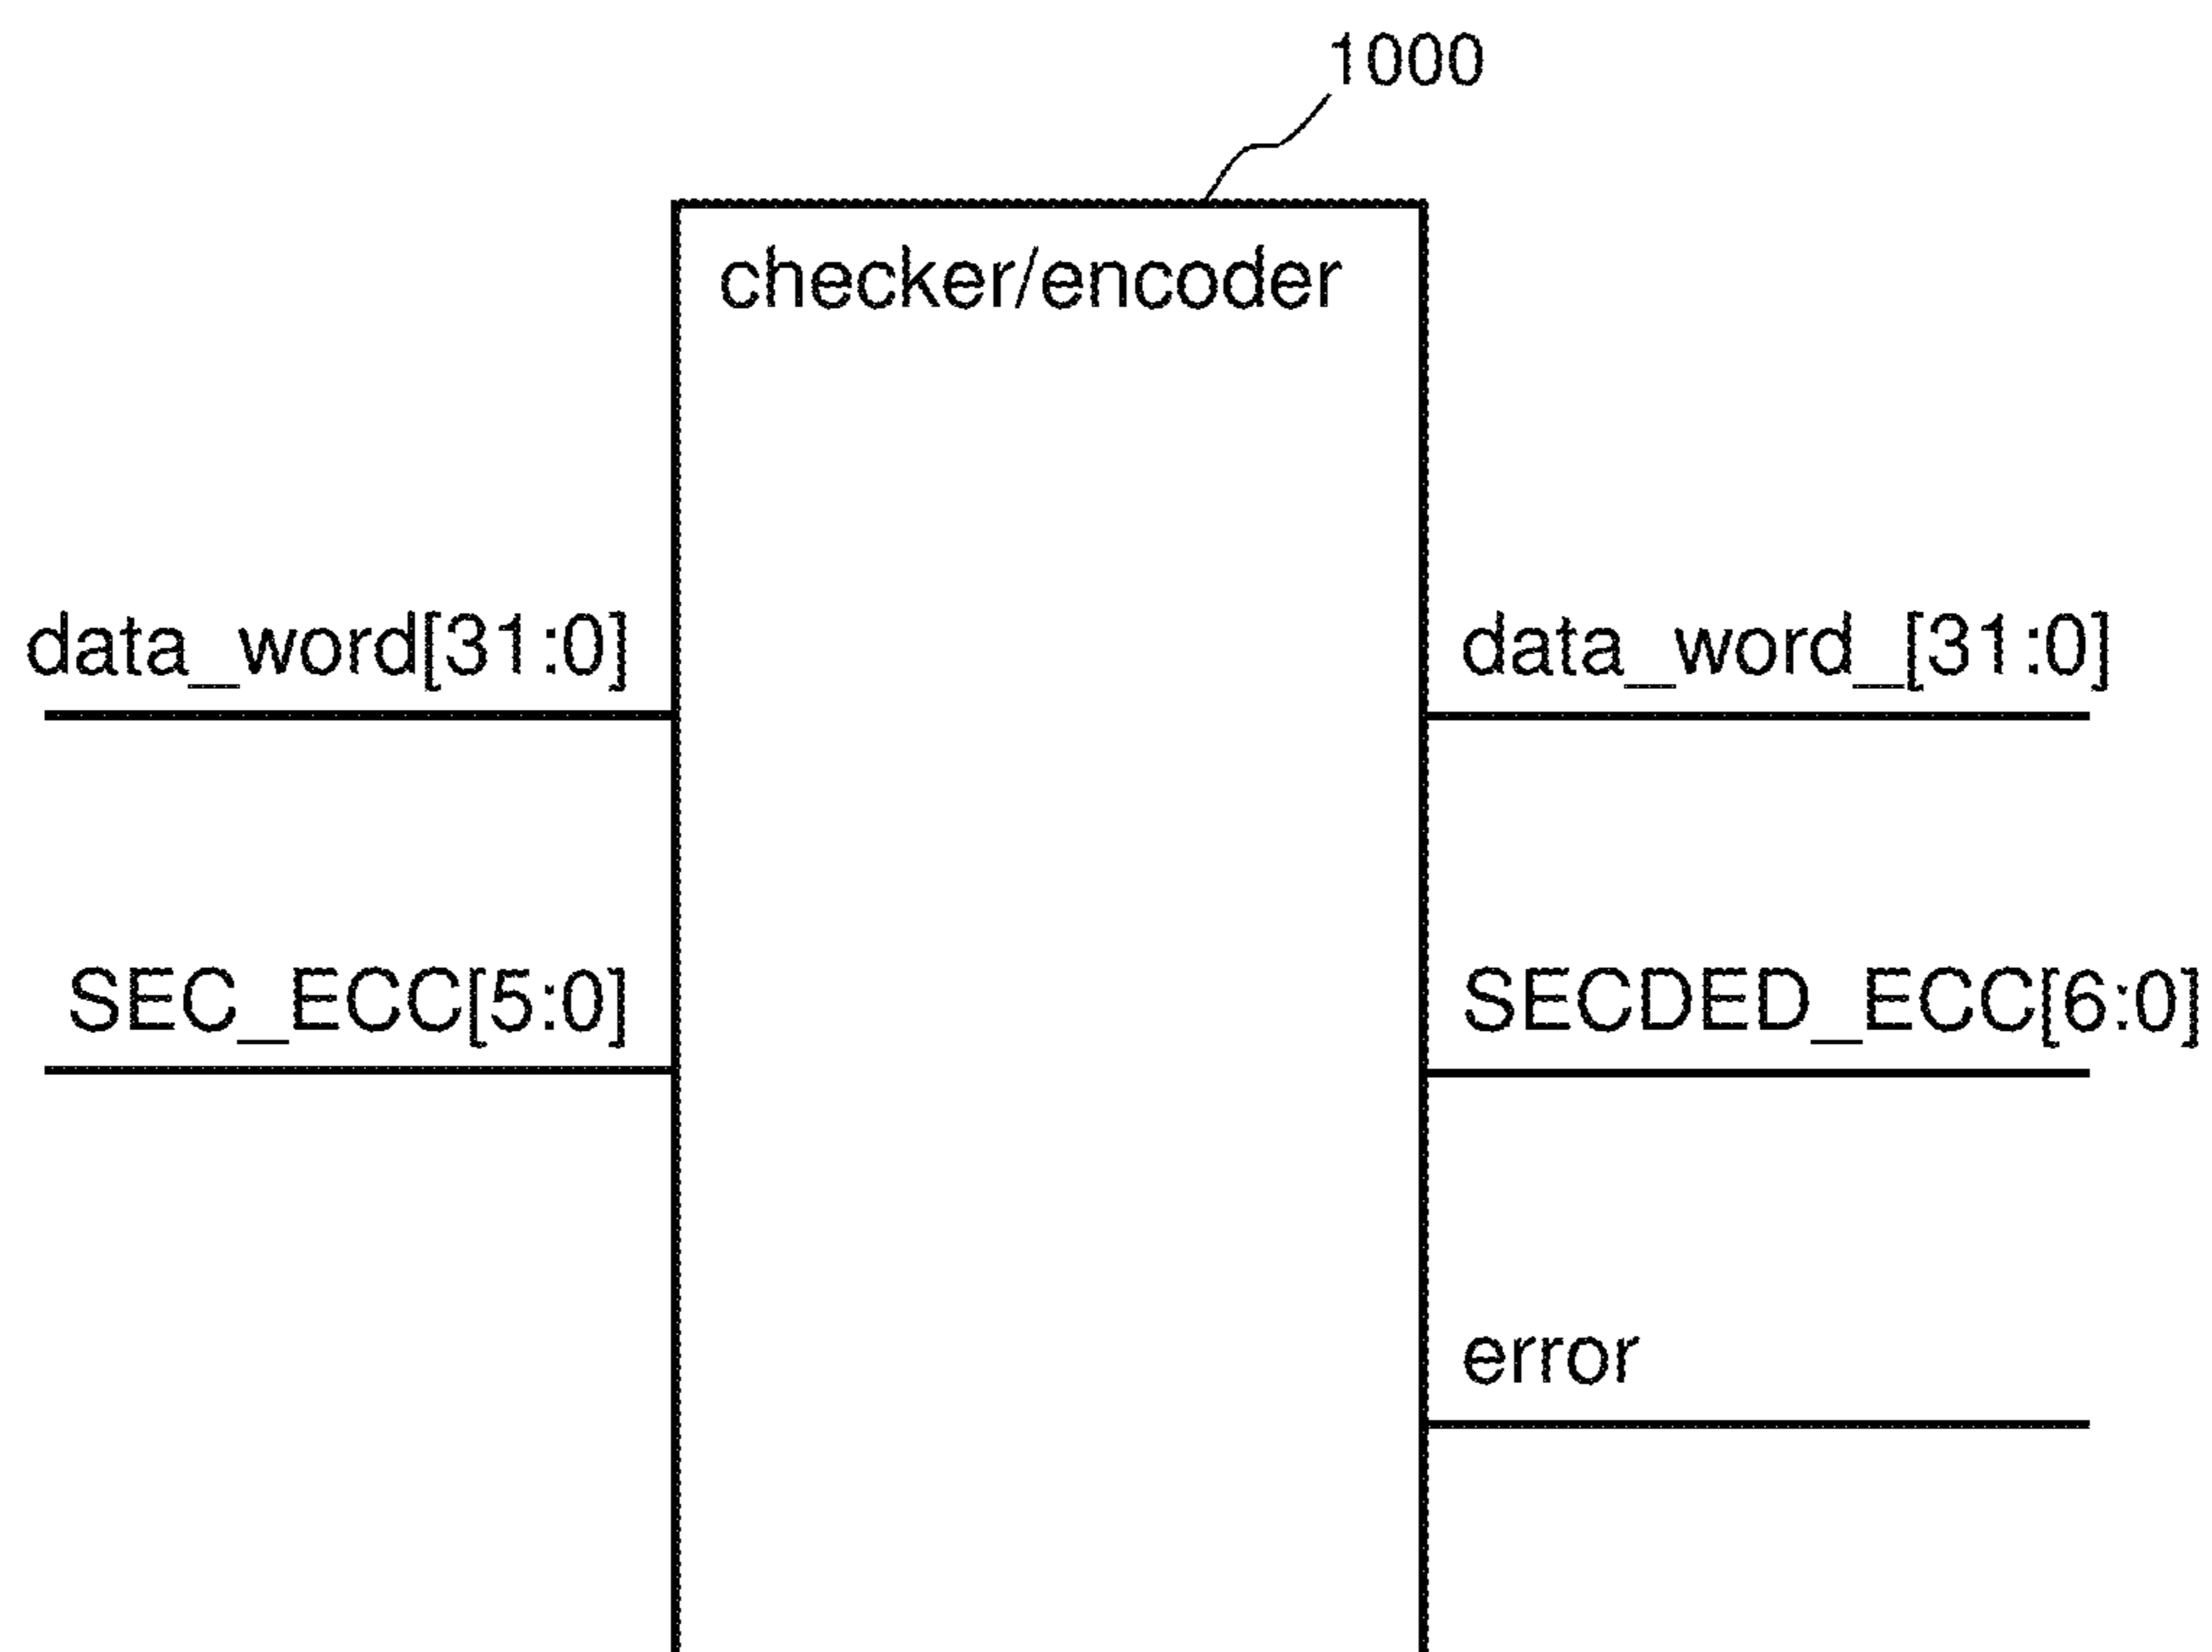 1000
checker/encoder
data_word[31:0]
data_word_[31:0]
SEC_ECC[5:0]
SECDED_ECC[6:0]
error